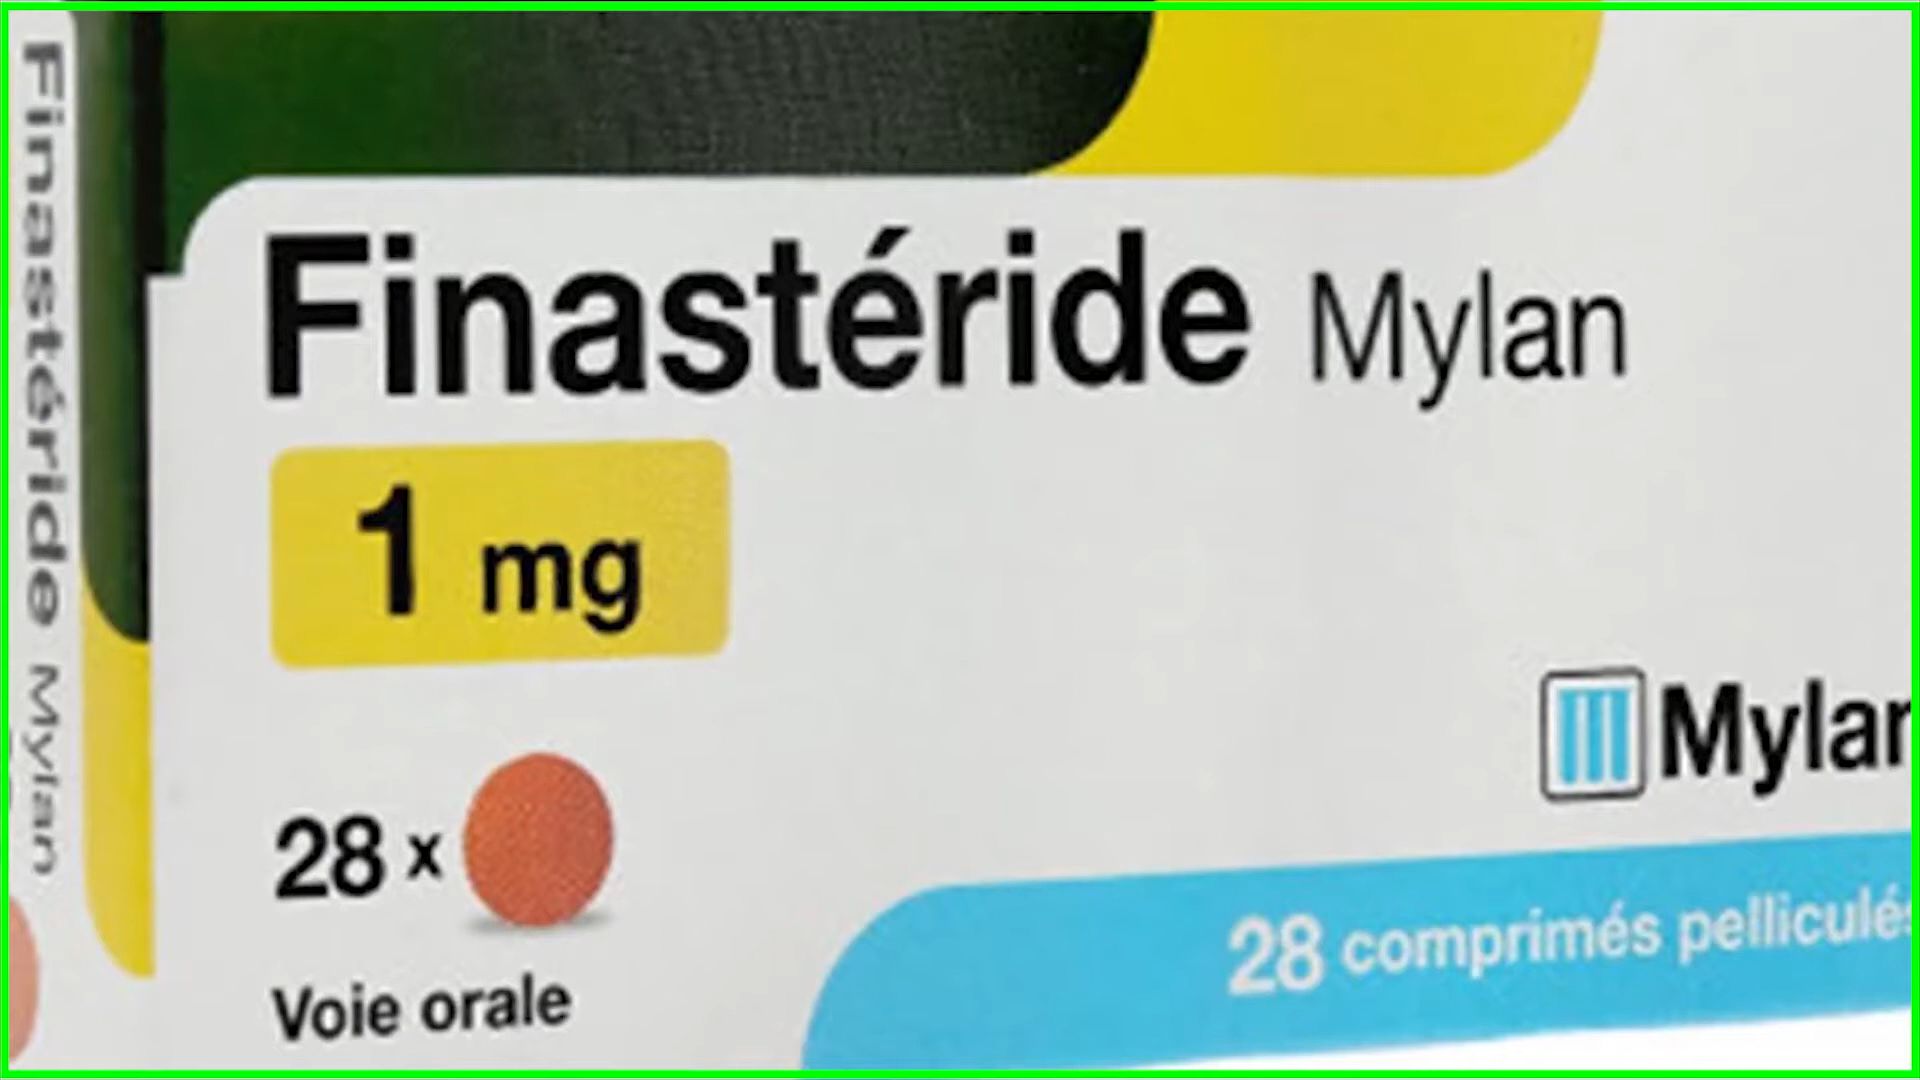 Finastéride Mylan
Finastéride Mylan
1 mg
28 x
Voie orale
Mylan
28 comprimés pelliculés